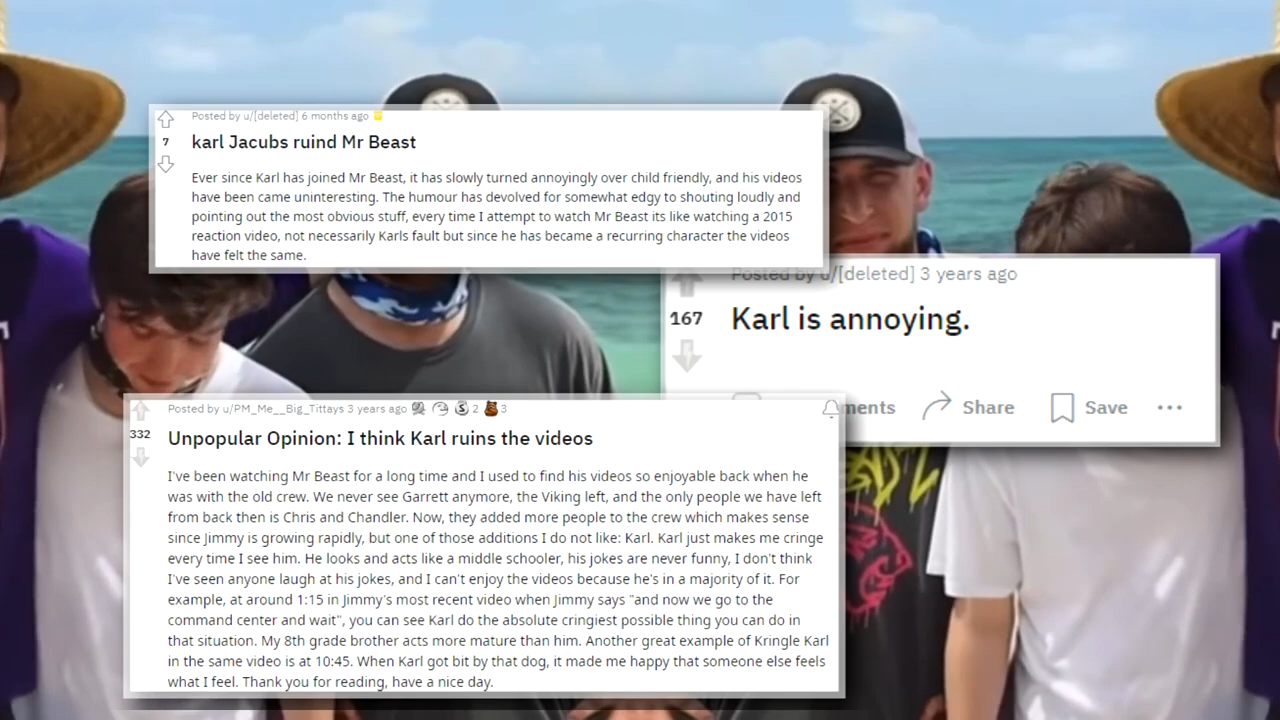 Posted by u/[deleted] 6 months ago
7
karl Jacubs ruind Mr Beast
Ever since Karl has joined Mr Beast, it has slowly turned annoyingly over child friendly, and his videos
have been came uninteresting. The humour has devolved for somewhat edgy to shouting loudly and
pointing out the most obvious stuff, every time I attempt to watch Mr Beast its like watching a 2015
reaction video, not necessarily Karls fault but since he has became a recurring character the videos
have felt the same.
Posted by u/[deleted] 3 years ago
167
Karl is annoying.
ments Share Save
Posted by u/PM_Me__Big_Tittays 3 years ago 2 3
332
Unpopular Opinion: I think Karl ruins the videos
I've been watching Mr Beast for a long time and I used to find his videos so enjoyable back when he
was with the old crew. We never see Garrett anymore, the Viking left, and the only people we have left
from back then is Chris and Chandler. Now, they added more people to the crew which makes sense
since Jimmy is growing rapidly, but one of those additions I do not like: Karl. Karl just makes me cringe
every time I see him. He looks and acts like a middle schooler, his jokes are never funny, I don't think
I've seen anyone laugh at his jokes, and I can't enjoy the videos because he's in a majority of it. For
example, at around 1:15 in Jimmy's most recent video when Jimmy says "and now we go to the
command center and wait", you can see Karl do the absolute cringiest possible thing you can do in
that situation. My 8th grade brother acts more mature than him. Another great example of Kringle Karl
in the same video is at 10:45. When Karl got bit by that dog, it made me happy that someone else feels
what I feel. Thank you for reading, have a nice day.